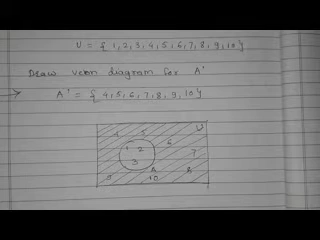 U = { 1, 2, 3, 4, 5, 6, 7, 8, 9, 10 }
Draw venn diagram for A'
→ A' = { 4, 5, 6, 7, 8, 9, 10 }
4 5 U
1 2 6
3 7
9 A 10 8